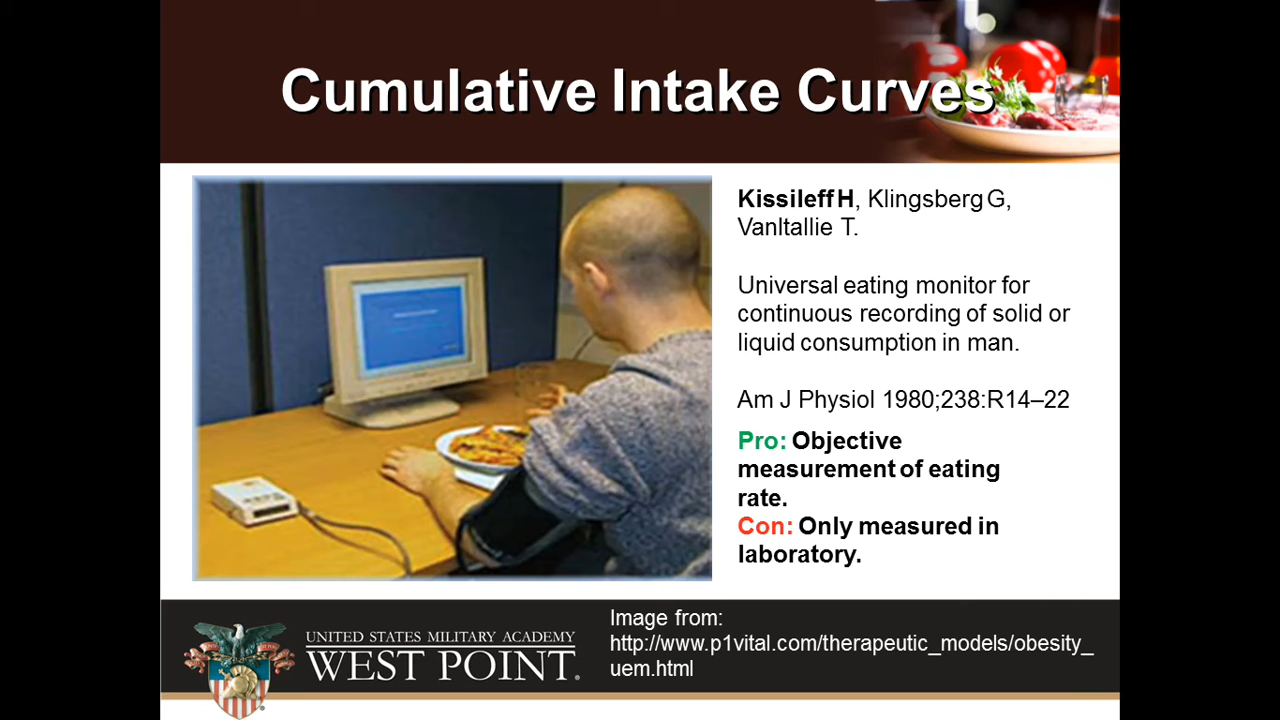 Cumulative Intake Curves
Kissileff H, Klingsberg G,
VanItallie T.
Universal eating monitor for
continuous recording of solid or
liquid consumption in man.
Am J Physiol 1980;238:R14–22
Pro: Objective
measurement of eating
rate.
Con: Only measured in
laboratory.
Image from:
http://www.p1vital.com/therapeutic_models/obesity_
uem.html
UNITED STATES MILITARY ACADEMY
WEST POINT.®